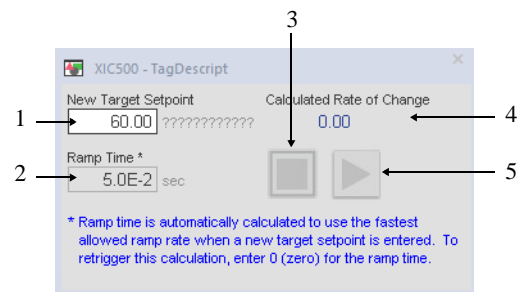 3
XIC500 - TagDescript
New Target Setpoint
Calculated Rate of Change
1
60.00 ????????????
0.00
4
Ramp Time *
2
5.0E-2 sec
5
* Ramp time is automatically calculated to use the fastest
allowed ramp rate when a new target setpoint is entered. To
retrigger this calculation, enter 0 (zero) for the ramp time.